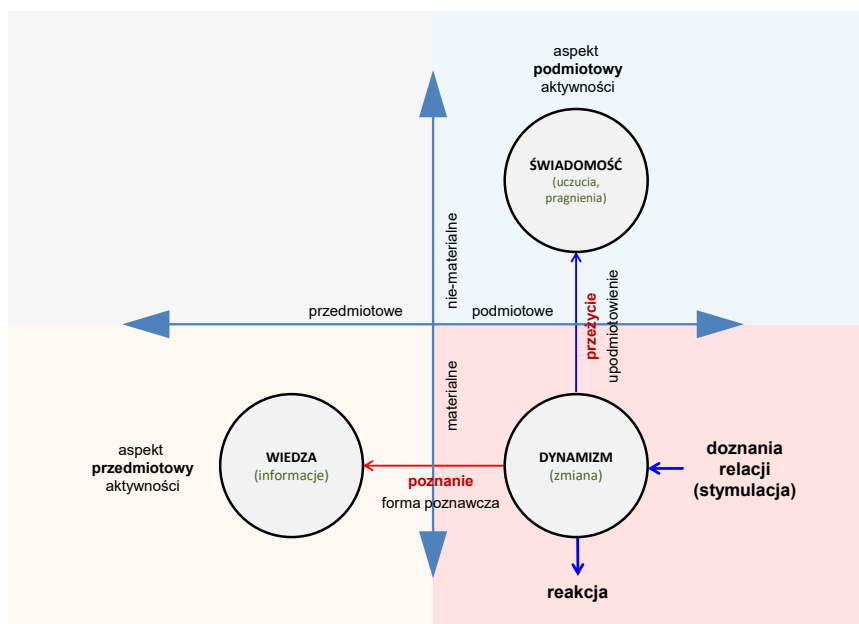 aspekt
podmiotowy
aktywności
ŚWIADOMOŚĆ
(uczucia,
pragnienia)
nie-materialne
przedmiotowe
podmiotowe
przeżycie
upodmiotowienie
materialne
aspekt
przedmiotowy
aktywności
WIEDZA
(informacje)
poznanie
forma poznawcza
DYNAMIZM
(zmiana)
doznania
relacji
(stymulacja)
reakcja